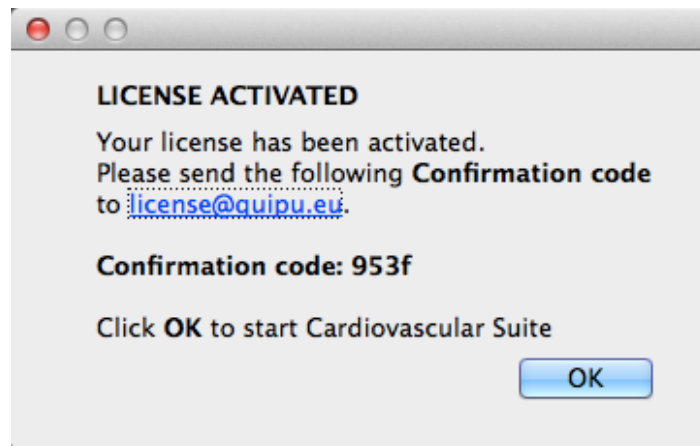 LICENSE ACTIVATED
Your license has been activated.
Please send the following Confirmation code
to license@quipu.eu.
Confirmation code: 953f
Click OK to start Cardiovascular Suite
OK